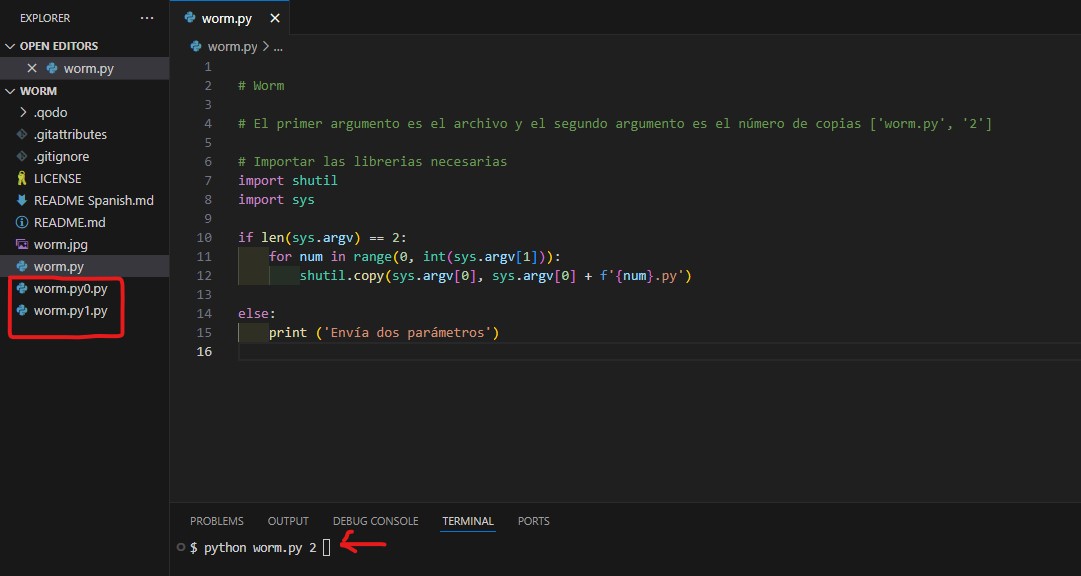 EXPLORER
...
worm.py
OPEN EDITORS
worm.py
WORM
.qodo
.gitattributes
.gitignore
LICENSE
README Spanish.md
README.md
worm.jpg
worm.py
worm.py0.py
worm.py1.py
worm.py > ...
1
2 # Worm
3
4 # El primer argumento es el archivo y el segundo argumento es el número de copias ['worm.py', '2']
5
6 # Importar las librerias necesarias
7 import shutil
8 import sys
9
10 if len(sys.argv) == 2:
11     for num in range(0, int(sys.argv[1])):
12         shutil.copy(sys.argv[0], sys.argv[0] + f'{num}.py')
13
14 else:
15     print ('Envía dos parámetros')
16
PROBLEMS OUTPUT DEBUG CONSOLE TERMINAL PORTS
$ python worm.py 2